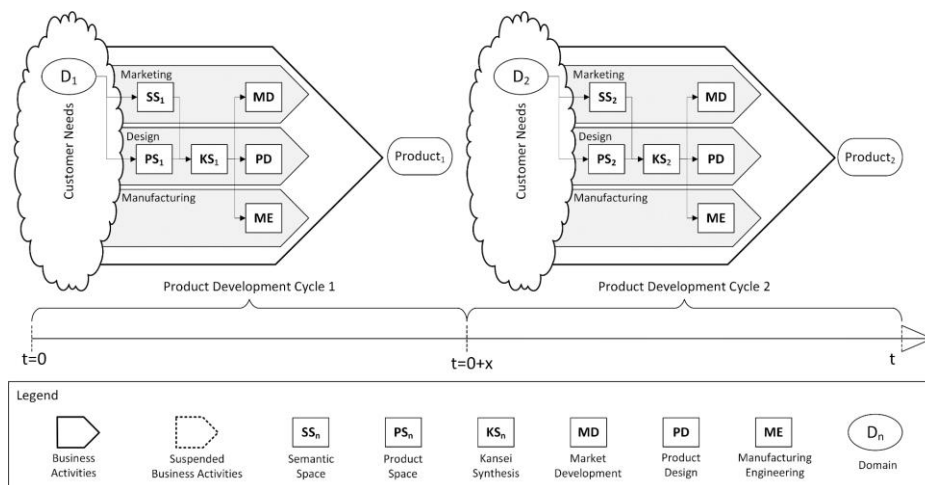 D1
Customer Needs
Marketing
SS1
MD
Design
PS1
KS1
PD
Manufacturing
ME
Product1
D2
Customer Needs
Marketing
SS2
MD
Design
PS2
KS2
PD
Manufacturing
ME
Product2
Product Development Cycle 1
Product Development Cycle 2
t=0
t=0+x
t
Legend
SSn
PSn
KSn
MD
PD
ME
Dn
Business
Activities
Suspended
Business Activities
Semantic
Space
Product
Space
Kansei
Synthesis
Market
Development
Product
Design
Manufacturing
Engineering
Domain